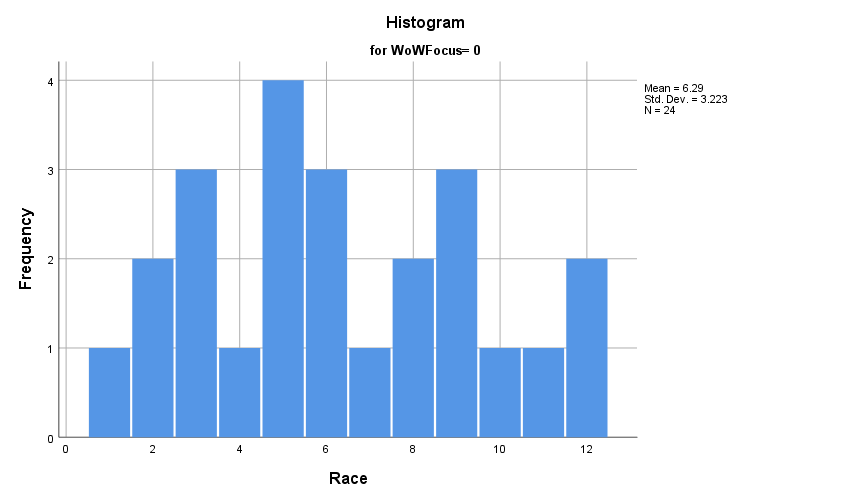 Histogram
for WoWFocus= 0
Mean = 6.29
Std. Dev. = 3.223
N = 24
Frequency
4
3
2
1
0
0 2 4 6 8 10 12
Race